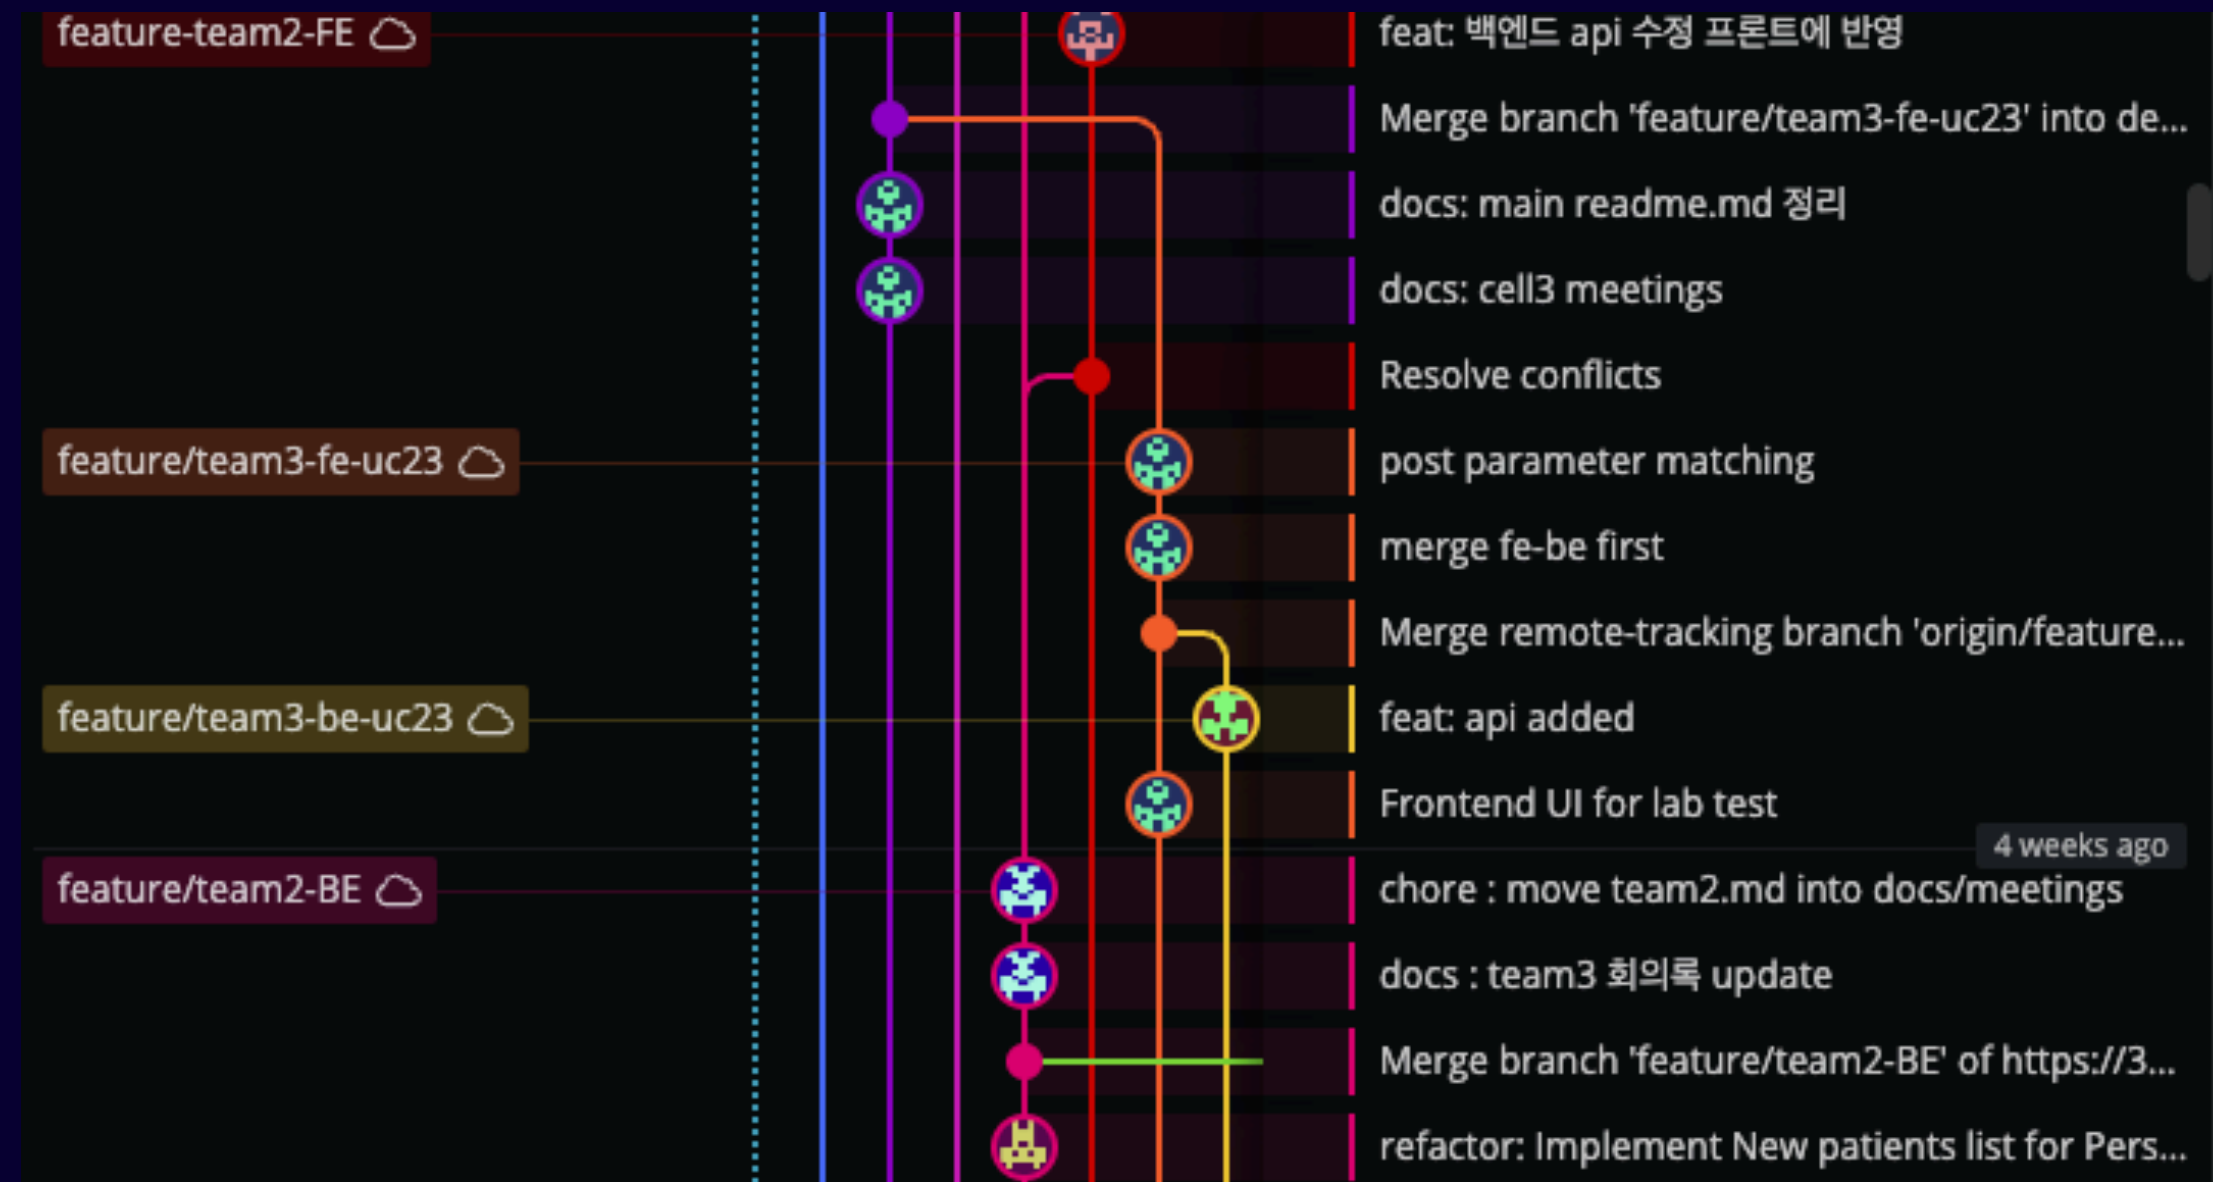 feature-team2-FE feat: 백엔드 api 수정 프론트에 반영
Merge branch 'feature/team3-fe-uc23' into de...
docs: main readme.md 정리
docs: cell3 meetings
Resolve conflicts
feature/team3-fe-uc23 post parameter matching
merge fe-be first
Merge remote-tracking branch 'origin/feature...
feature/team3-be-uc23 feat: api added
Frontend UI for lab test
4 weeks ago
feature/team2-BE chore : move team2.md into docs/meetings
docs : team3 회의록 update
Merge branch 'feature/team2-BE' of https://3...
refactor: Implement New patients list for Pers...